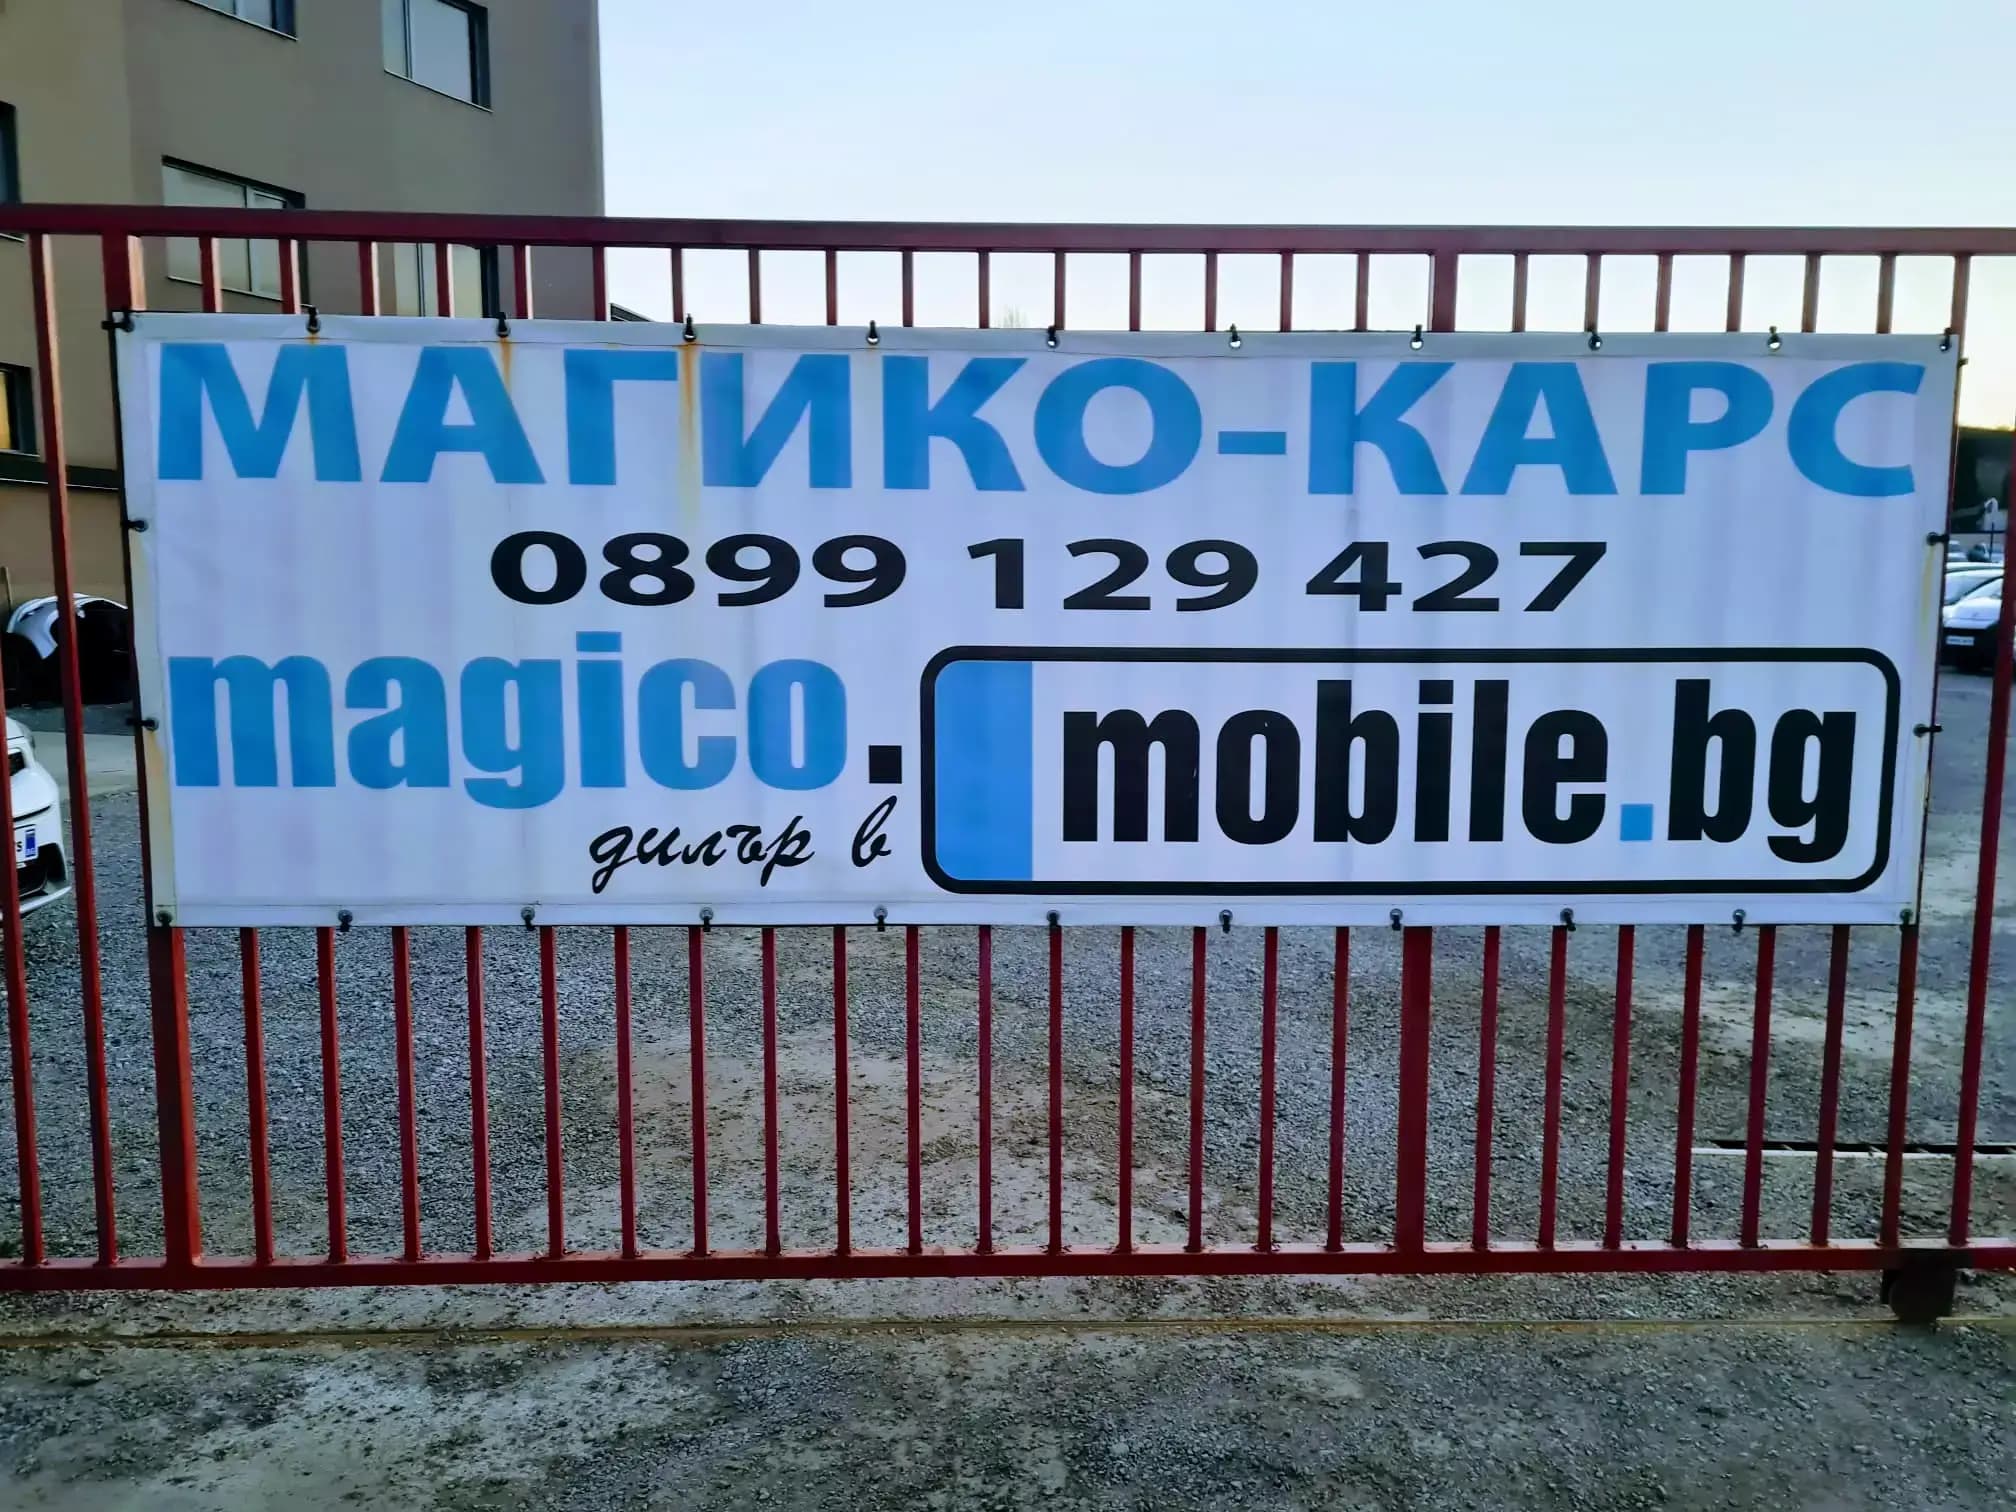 МАГИКО-КАРС
0899 129 427
magico.mobile.bg
дилър в